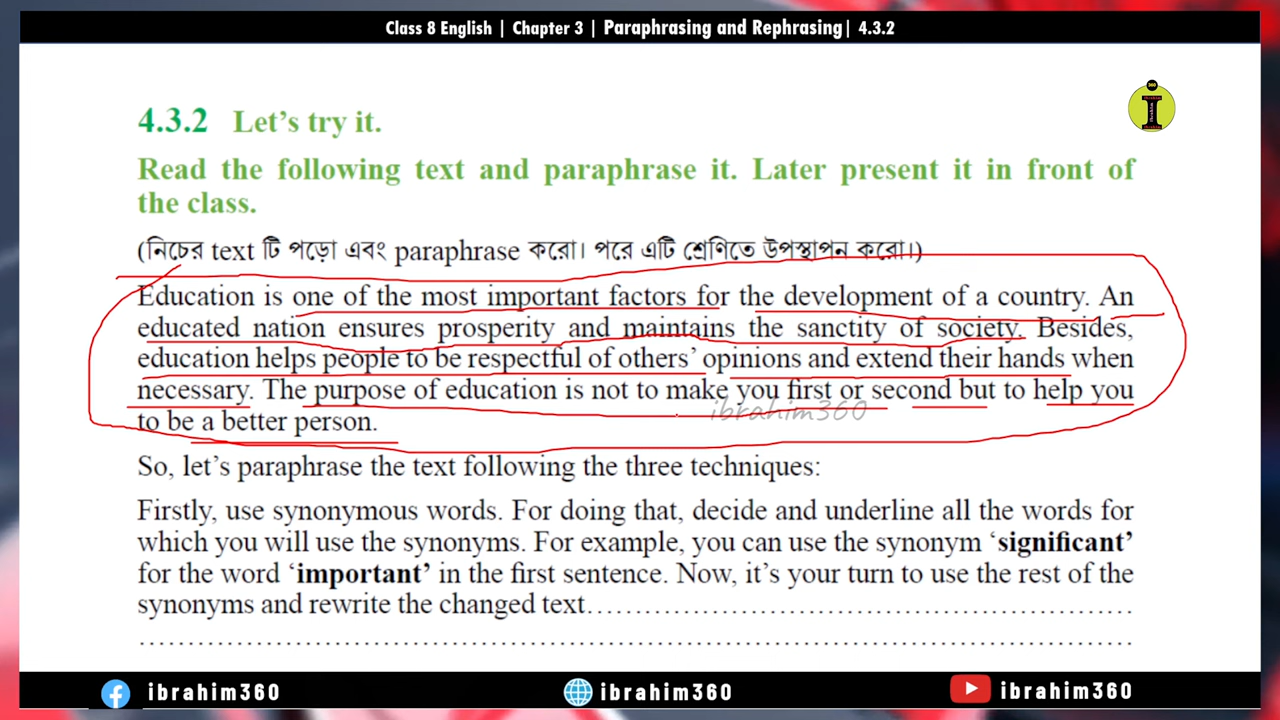 Class 8 English | Chapter 3 | Paraphrasing and Rephrasing| 4.3.2
360
I
4.3.2 Let's try it.
Read the following text and paraphrase it. Later present it in front of
the class.
(নিচের text টি পড়ো এবং paraphrase করো। পরে এটি শ্রেণিতে উপস্থাপন করো।)
Education is one of the most important factors for the development of a country. An
educated nation ensures prosperity and maintains the sanctity of society. Besides,
education helps people to be respectful of others' opinions and extend their hands when
necessary. The purpose of education is not to make you first or second but to help you
ibrahim360
to be a better person.
So, let's paraphrase the text following the three techniques:
Firstly, use synonymous words. For doing that, decide and underline all the words for
which you will use the synonyms. For example, you can use the synonym ‘significant’
for the word ‘important’ in the first sentence. Now, it's your turn to use the rest of the
synonyms and rewrite the changed text................................................................
........................................................................................................................
ibrahim360
ibrahim360
ibrahim360